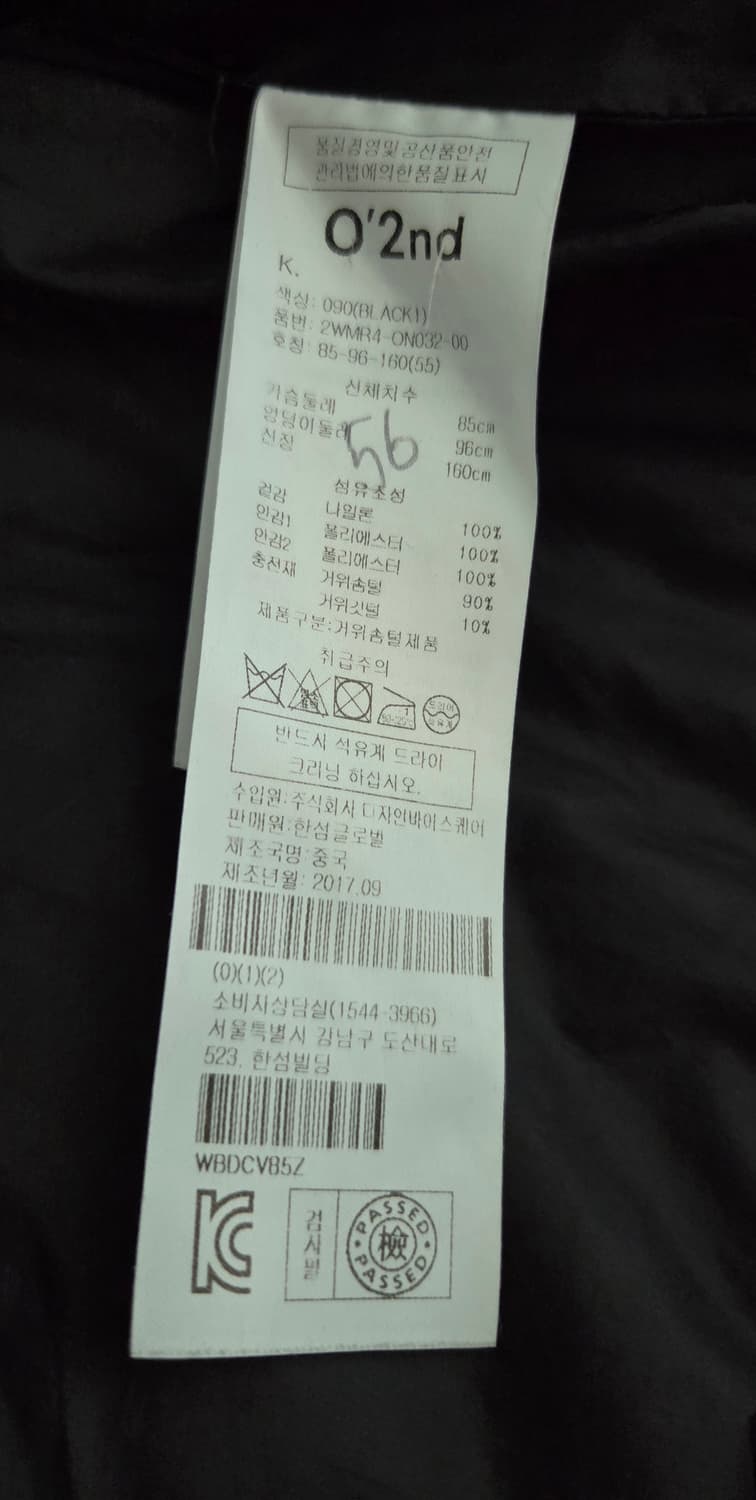 품질경영및공산품안전
관리법에의한품질표시
O'2nd
K.
색상: 090(BLACK1)
품번: 2WMR4-ON032-00
호칭: 85-96-160(55)
신체치수
가슴둘레 85cm
엉덩이둘레 96cm
신장 160cm
56
섬유조성
겉감 나일론 100%
안감1 폴리에스터 100%
안감2 폴리에스터 100%
충전재 거위솜털 90%
거위깃털 10%
제품구분:거위솜털제품
취급주의
드라이
석유계
반드시 석유계 드라이
크리닝 하십시오.
수입원:주식회사 디자인바이스퀘어
판매원:한섬글로벌
제조국명:중국
제조년월: 2017.09
(0)(1)(2)
소비자상담실(1544-3966)
서울특별시 강남구 도산대로
523, 한섬빌딩
WBDCV85Z
KC
검사필
PASSED
檢
PASSED